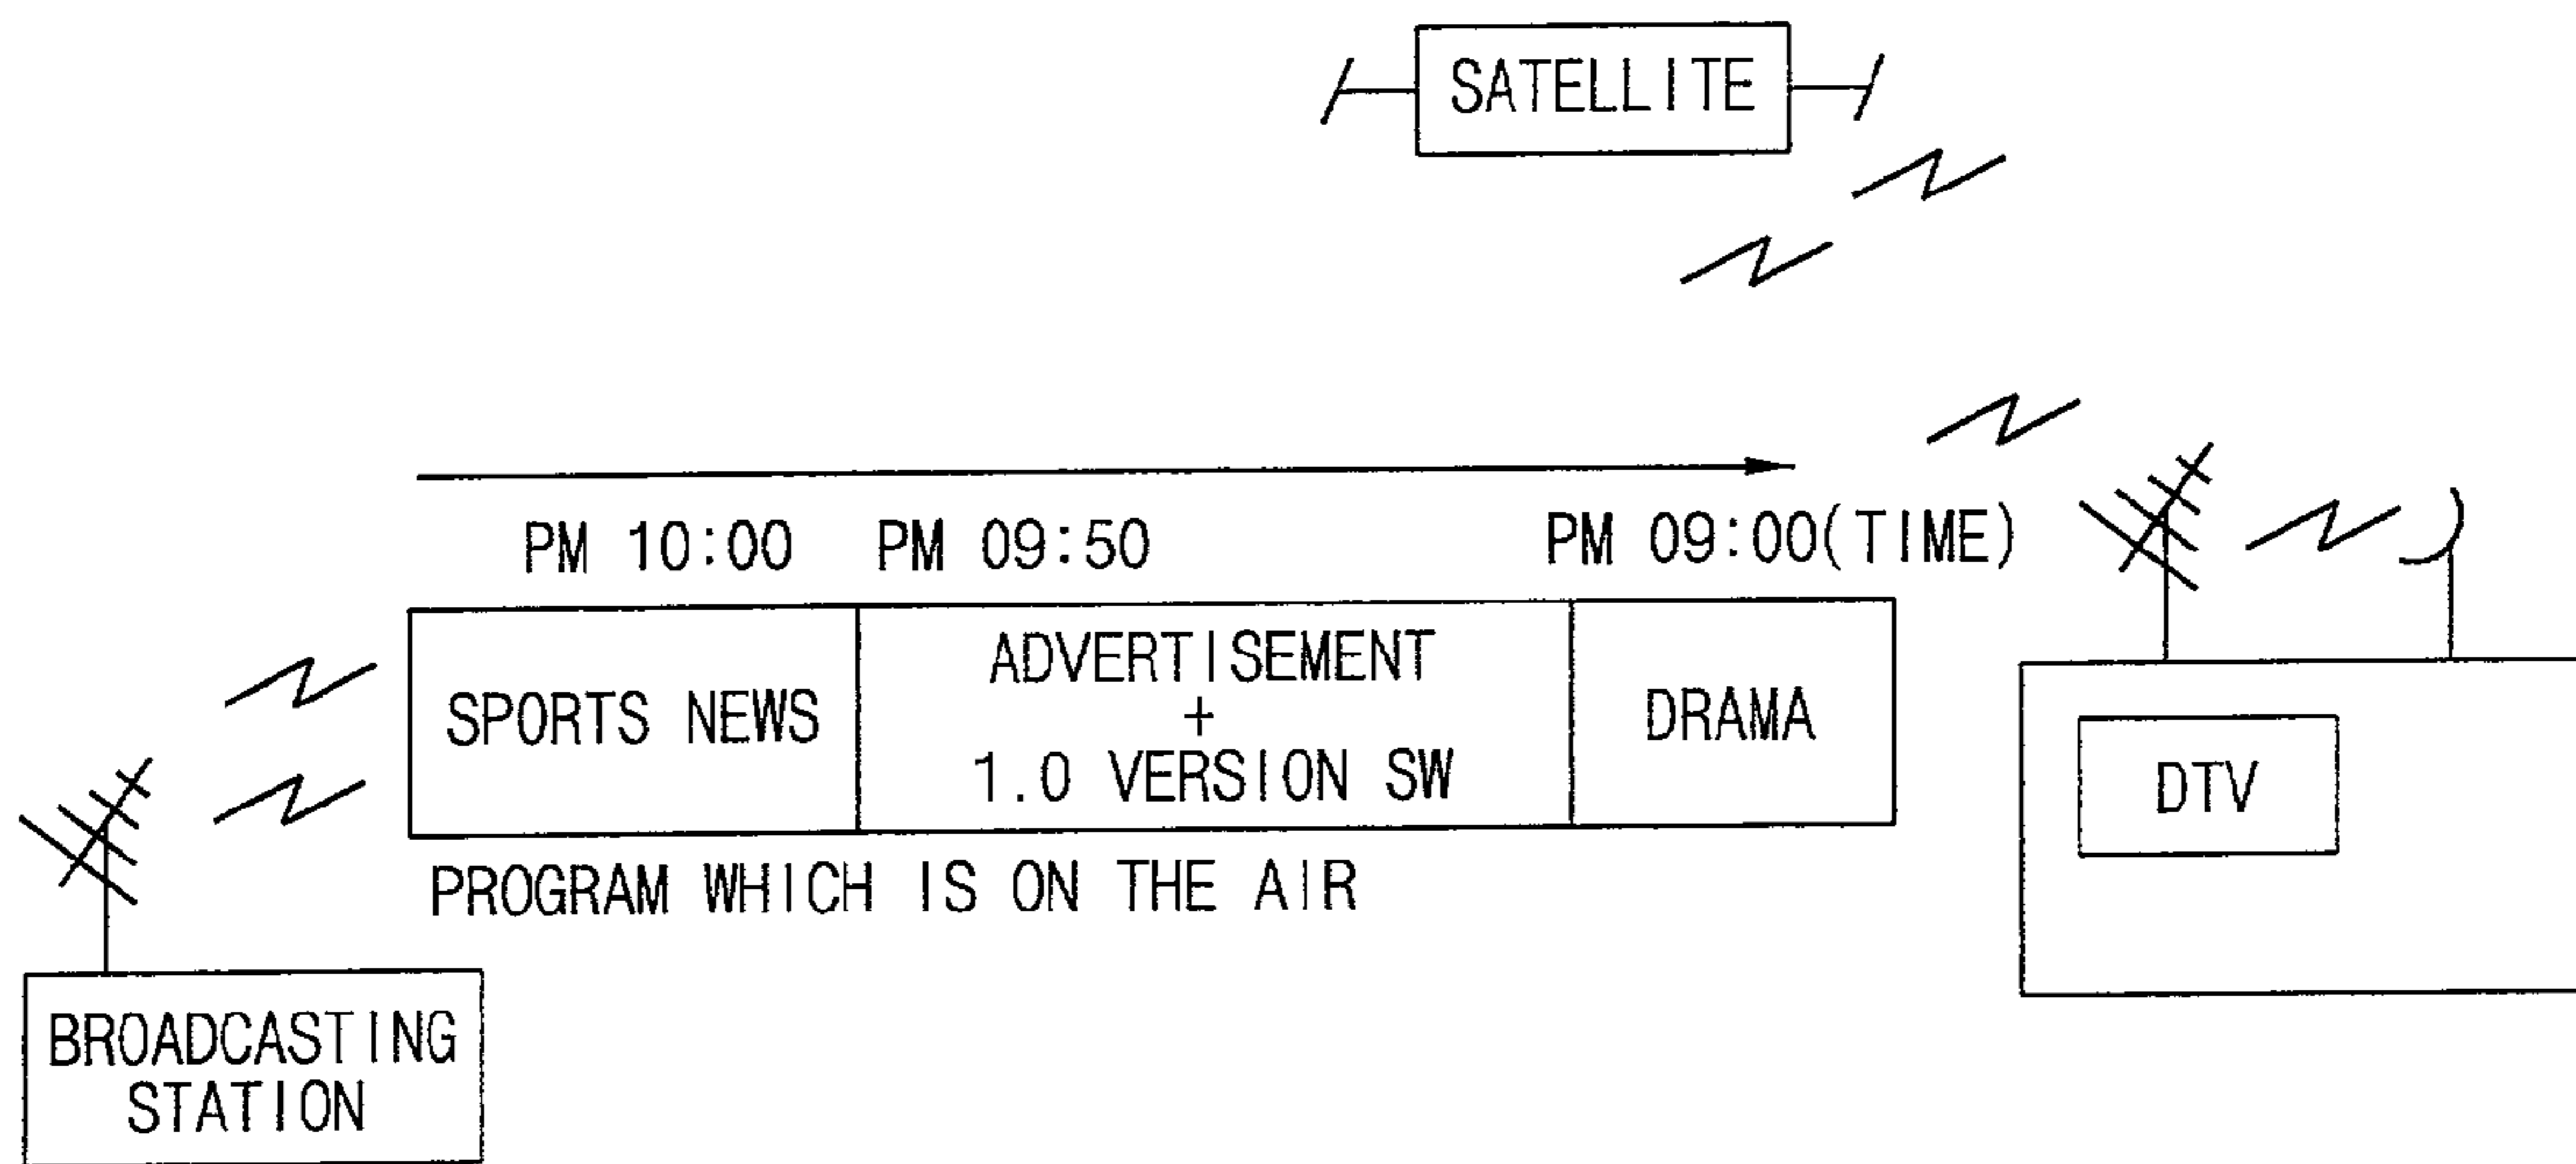 SATELLITE
PM 10:00 PM 09:50 PM 09:00(TIME)
SPORTS NEWS
ADVERTISEMENT
+
1.0 VERSION SW
DRAMA
DTV
PROGRAM WHICH IS ON THE AIR
BROADCASTING
STATION